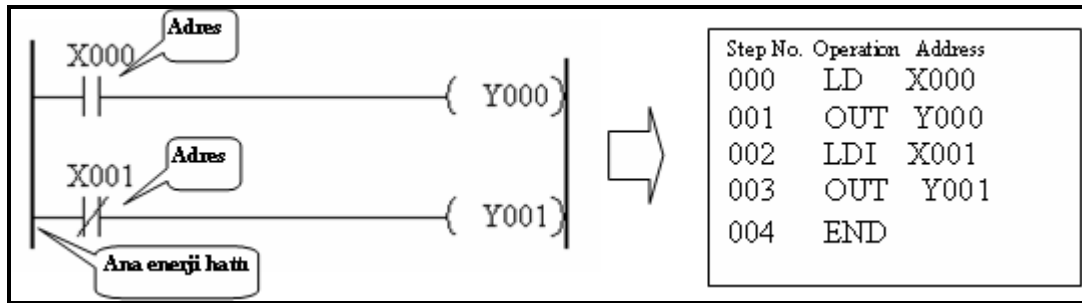 Adres
X000
Y000
Adres
X001
Y001
Ana enerji hattı
Step No. Operation Address
000 LD X000
001 OUT Y000
002 LDI X001
003 OUT Y001
004 END